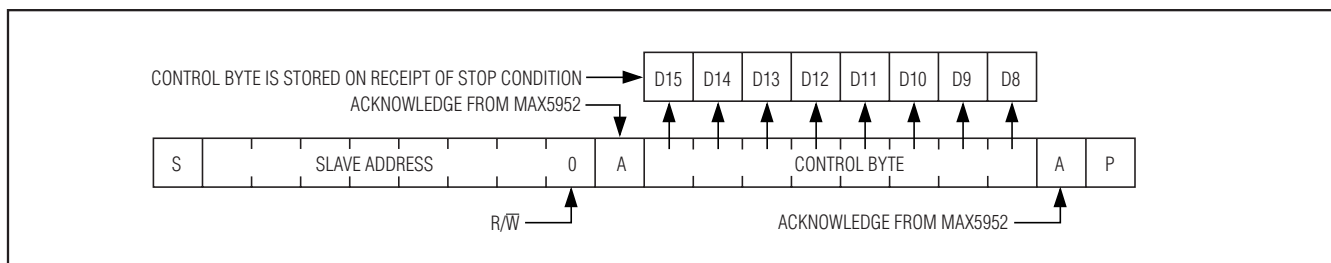 D15 D14 D13 D12 D11 D10 D9 D8
CONTROL BYTE IS STORED ON RECEIPT OF STOP CONDITION
ACKNOWLEDGE FROM MAX5952
S SLAVE ADDRESS 0 A CONTROL BYTE A P
R/W̅ ACKNOWLEDGE FROM MAX5952